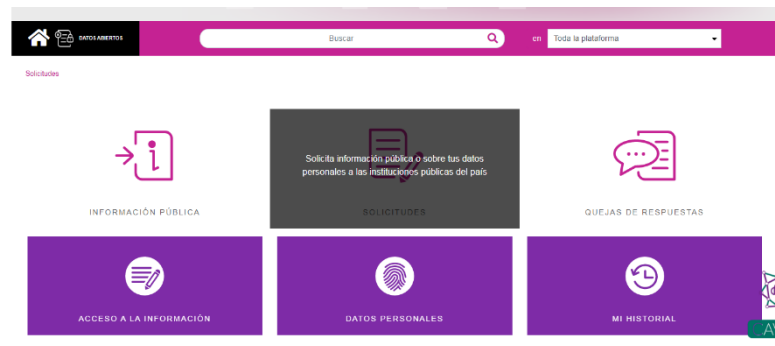 DATOS ABIERTOS
Buscar
en
Toda la plataforma
Solicitudes
Solicita información pública o sobre tus datos
personales a las instituciones públicas del país
INFORMACIÓN PÚBLICA
SOLICITUDES
QUEJAS DE RESPUESTAS
ACCESO A LA INFORMACIÓN
DATOS PERSONALES
MI HISTORIAL